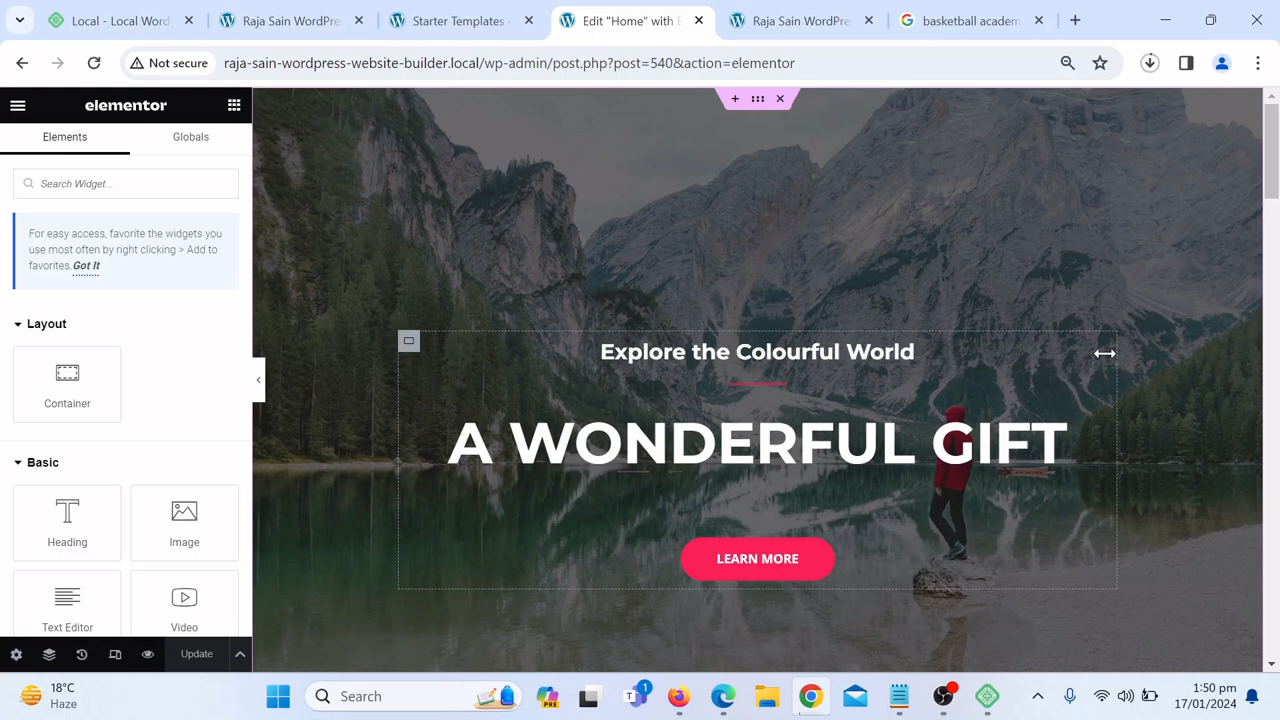 Local - Local Word
Raja Sain WordPres
Starter Templates
Edit "Home" with E
Raja Sain WordPres
basketball academ
Not secure
raja-sain-wordpress-website-builder.local/wp-admin/post.php?post=540&action=elementor
elementor
Elements
Globals
Search Widget...
For easy access, favorite the widgets you
use most often by right clicking > Add to
favorites. Got It
Layout
Container
Basic
Heading
Image
Text Editor
Video
Update
Explore the Colourful World
A WONDERFUL GIFT
LEARN MORE
18°C
Haze
Search
PRE
1
1:50 pm
17/01/2024